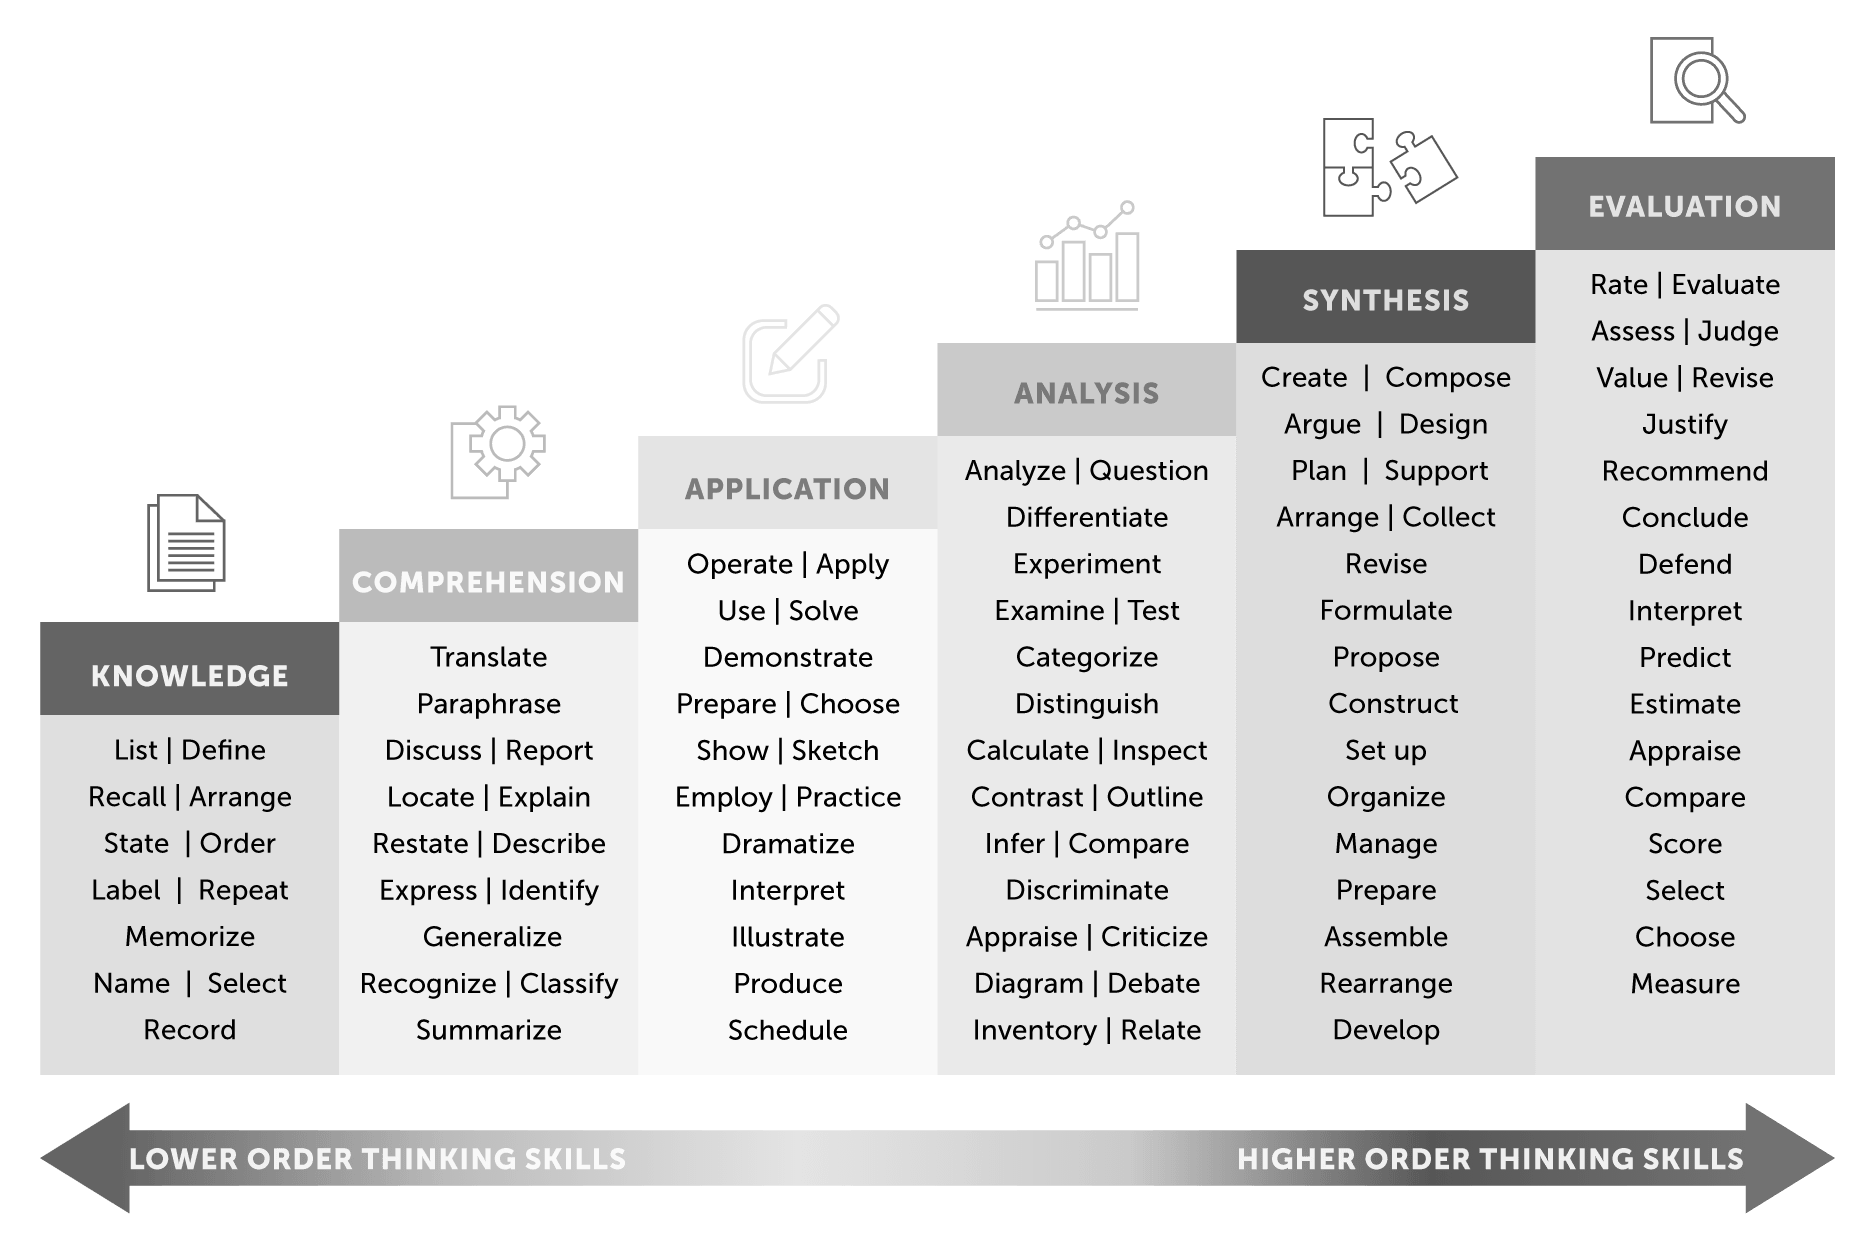 KNOWLEDGE
List | Define
Recall | Arrange
State | Order
Label | Repeat
Memorize
Name | Select
Record
COMPREHENSION
Translate
Paraphrase
Discuss | Report
Locate | Explain
Restate | Describe
Express | Identify
Generalize
Recognize | Classify
Summarize
APPLICATION
Operate | Apply
Use | Solve
Demonstrate
Prepare | Choose
Show | Sketch
Employ | Practice
Dramatize
Interpret
Illustrate
Produce
Schedule
ANALYSIS
Analyze | Question
Differentiate
Experiment
Examine | Test
Categorize
Distinguish
Calculate | Inspect
Contrast | Outline
Infer | Compare
Discriminate
Appraise | Criticize
Diagram | Debate
Inventory | Relate
SYNTHESIS
Create | Compose
Argue | Design
Plan | Support
Arrange | Collect
Revise
Formulate
Propose
Construct
Set up
Organize
Manage
Prepare
Assemble
Rearrange
Develop
EVALUATION
Rate | Evaluate
Assess | Judge
Value | Revise
Justify
Recommend
Conclude
Defend
Interpret
Predict
Estimate
Appraise
Compare
Score
Select
Choose
Measure
LOWER ORDER THINKING SKILLS
HIGHER ORDER THINKING SKILLS